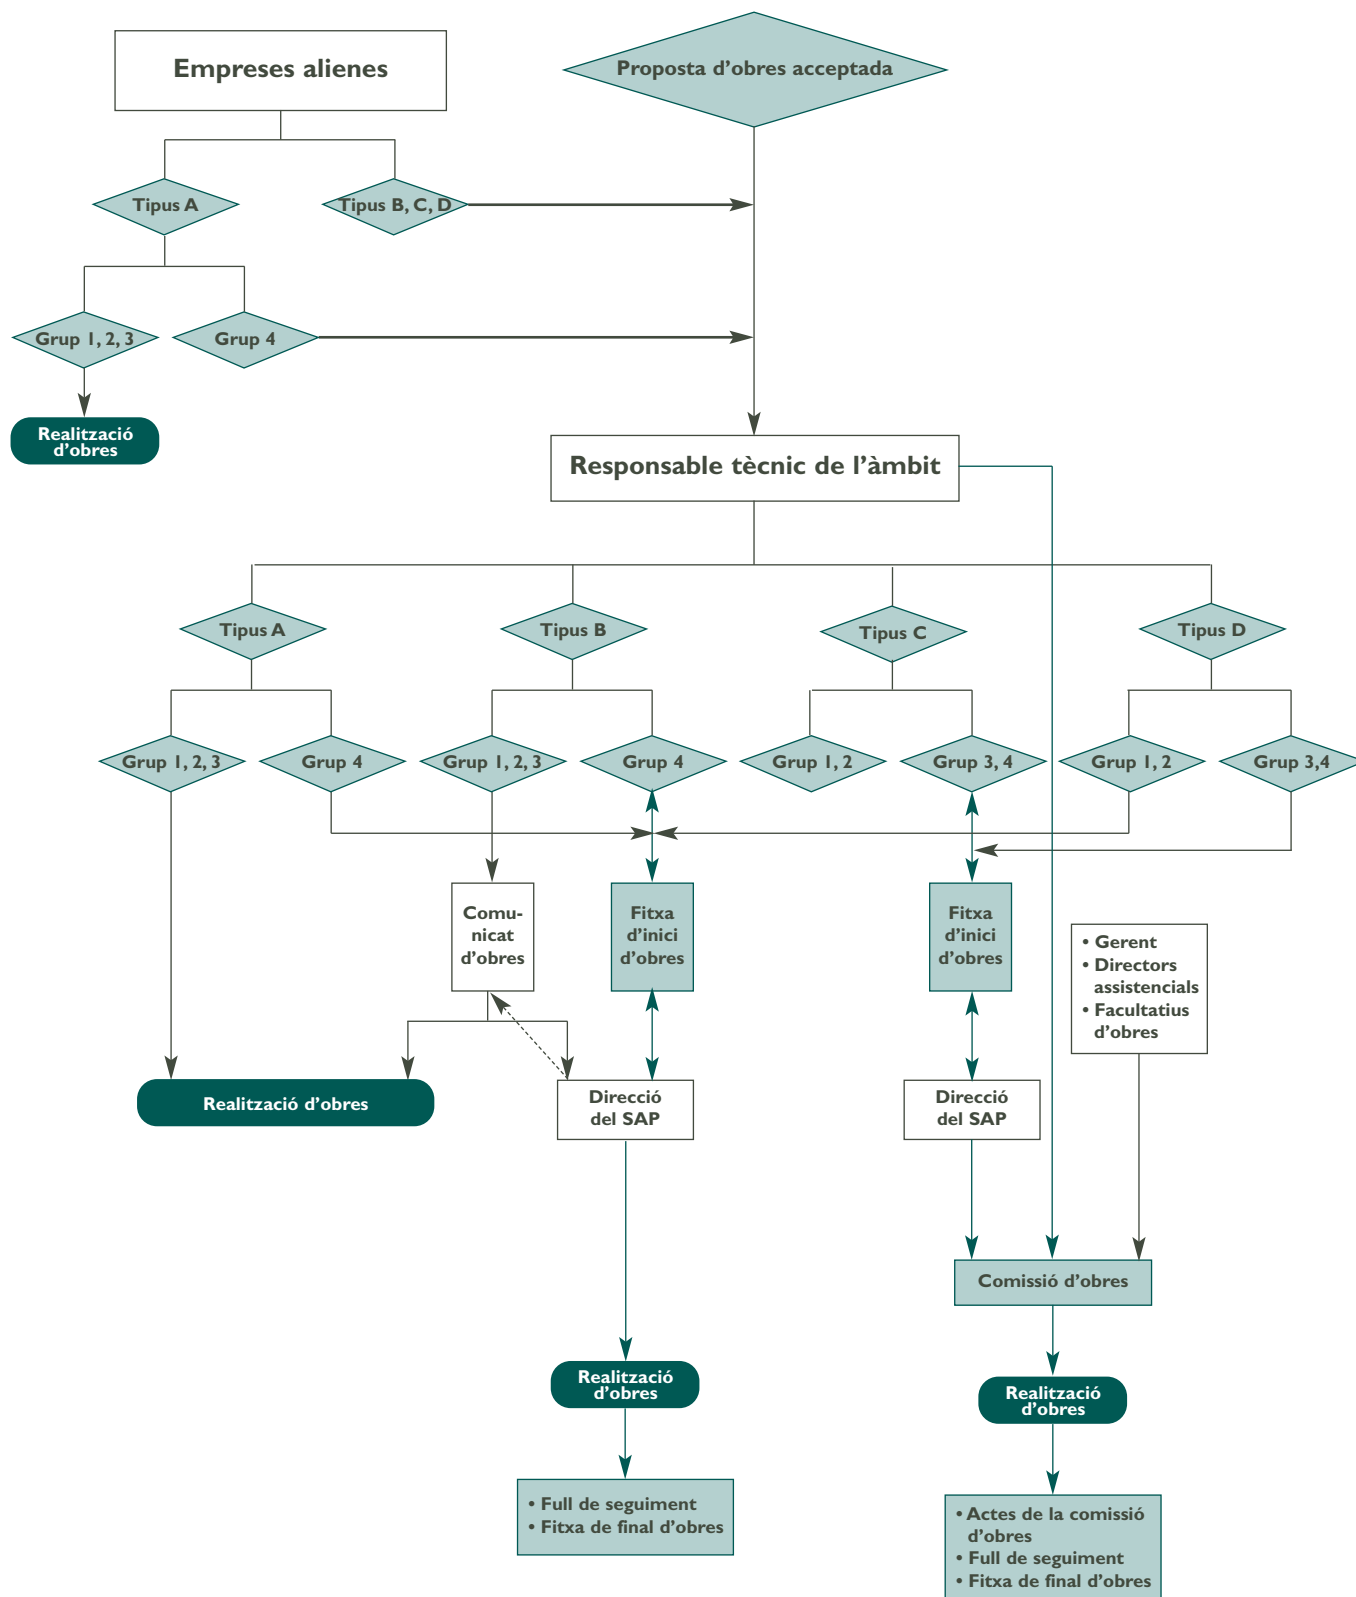 Empreses alienes
Proposta d’obres acceptada
Tipus A
Tipus B, C, D
Grup 1, 2, 3
Grup 4
Realització
d’obres
Responsable tècnic de l’àmbit
Tipus A
Tipus B
Tipus C
Tipus D
Grup 1, 2, 3
Grup 4
Grup 1, 2, 3
Grup 4
Grup 1, 2
Grup 3, 4
Grup 1, 2
Grup 3,4
Comu-
nicat
d’obres
Fitxa
d’inici
d’obres
Fitxa
d’inici
d’obres
• Gerent
• Directors
assistencials
• Facultatius
d’obres
Realització d’obres
Direcció
del SAP
Direcció
del SAP
Comissió d’obres
Realització
d’obres
Realització
d’obres
• Full de seguiment
• Fitxa de final d’obres
• Actes de la comissió
d’obres
• Full de seguiment
• Fitxa de final d’obres